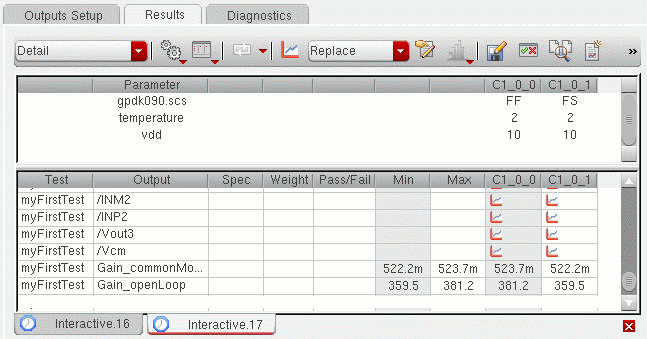 Outputs Setup Results Diagnostics
Detail Replace »
Parameter C1_0_0 C1_0_1
gpdk090.scs FF FS
temperature 2 2
vdd 10 10
Test Output Spec Weight Pass/Fail Min Max C1_0_0 C1_0_1
myFirstTest /INM2
myFirstTest /INP2
myFirstTest /Vout3
myFirstTest /Vcm
myFirstTest Gain_commonMo... 522.2m 523.7m 523.7m 522.2m
myFirstTest Gain_openLoop 359.5 381.2 381.2 359.5
Interactive.16 Interactive.17